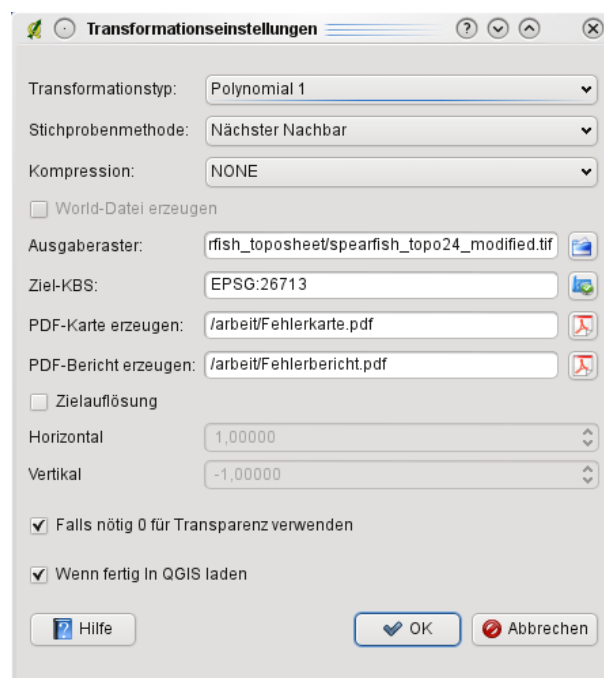 Transformationseinstellungen
Transformationstyp: Polynomial 1
Stichprobenmethode: Nächster Nachbar
Kompression: NONE
World-Datei erzeugen
Ausgaberaster: rfish_toposheet/spearfish_topo24_modified.tif
Ziel-KBS: EPSG:26713
PDF-Karte erzeugen: /arbeit/Fehlerkarte.pdf
PDF-Bericht erzeugen: /arbeit/Fehlerbericht.pdf
Zielauflösung
Horizontal 1,00000
Vertikal -1,00000
Falls nötig 0 für Transparenz verwenden
Wenn fertig In QGIS laden
Hilfe OK Abbrechen